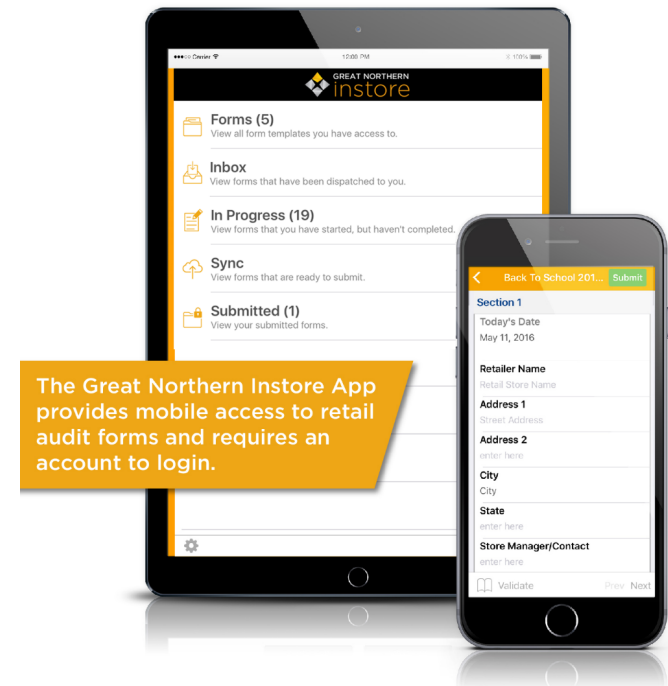 Carrier 12:00 PM 100%
GREAT NORTHERN
instore
Forms (5)
View all form templates you have access to.
Inbox
View forms that have been dispatched to you.
In Progress (19)
View forms that you have started, but haven't completed.
Sync
View forms that are ready to submit.
Submitted (1)
View your submitted forms.
The Great Northern Instore App
provides mobile access to retail
audit forms and requires an
account to login.
Back To School 201... Submit
Section 1
Today's Date
May 11, 2016
Retailer Name
Retail Store Name
Address 1
Street Address
Address 2
enter here
City
City
State
enter here
Store Manager/Contact
enter here
Validate Prev Next